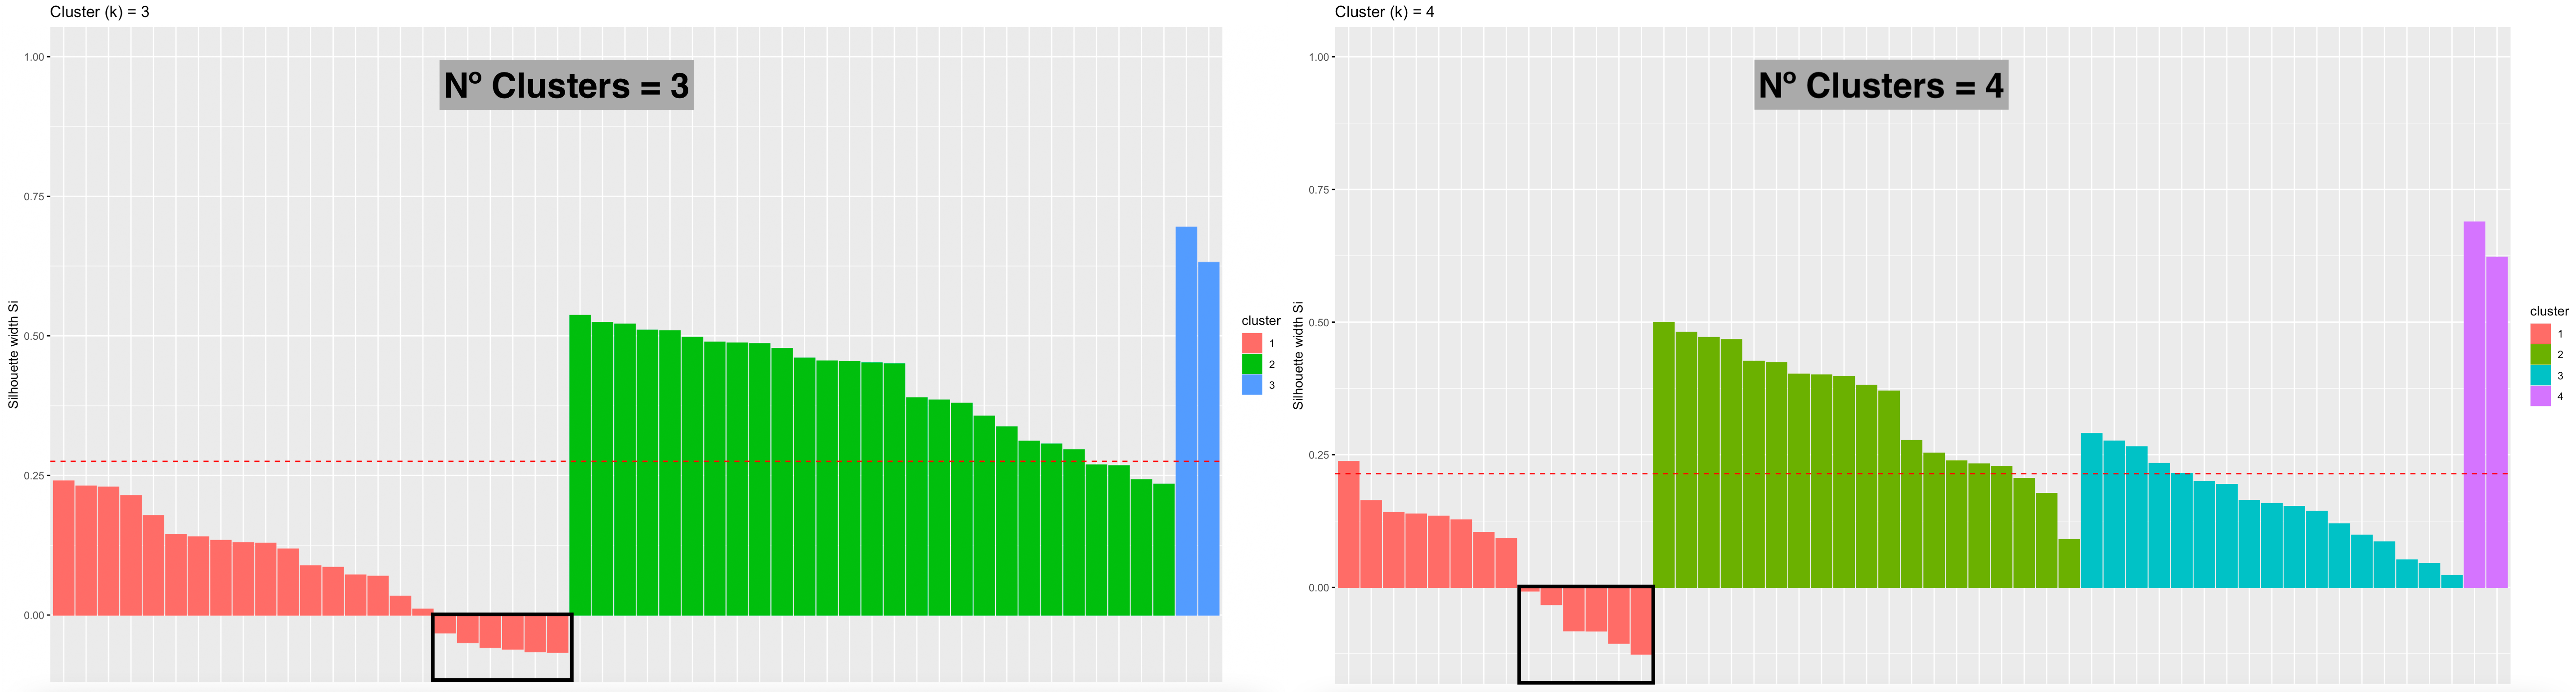 Cluster (k) = 3
Nº Clusters = 3
1.00
0.75
0.50
0.25
0.00
Silhouette width Si
cluster
1
2
3
Cluster (k) = 4
Nº Clusters = 4
1.00
0.75
0.50
0.25
0.00
Silhouette width Si
cluster
1
2
3
4